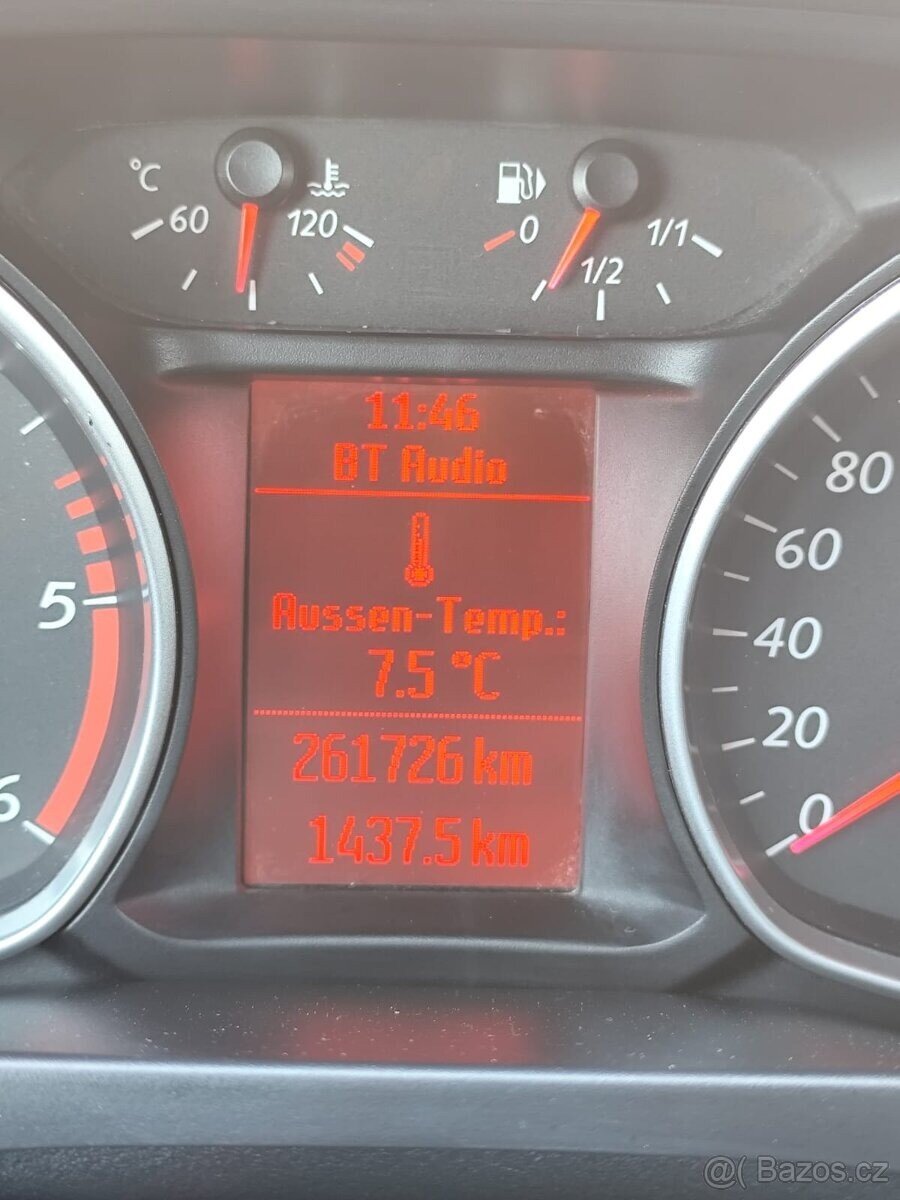 °C
60
120
0
1/2
1/1
11:46
BT Audio
Aussen-Temp.:
7.5 °C
261726 km
1437.5 km
5
6
80
60
40
20
0
@( Bazos.cz